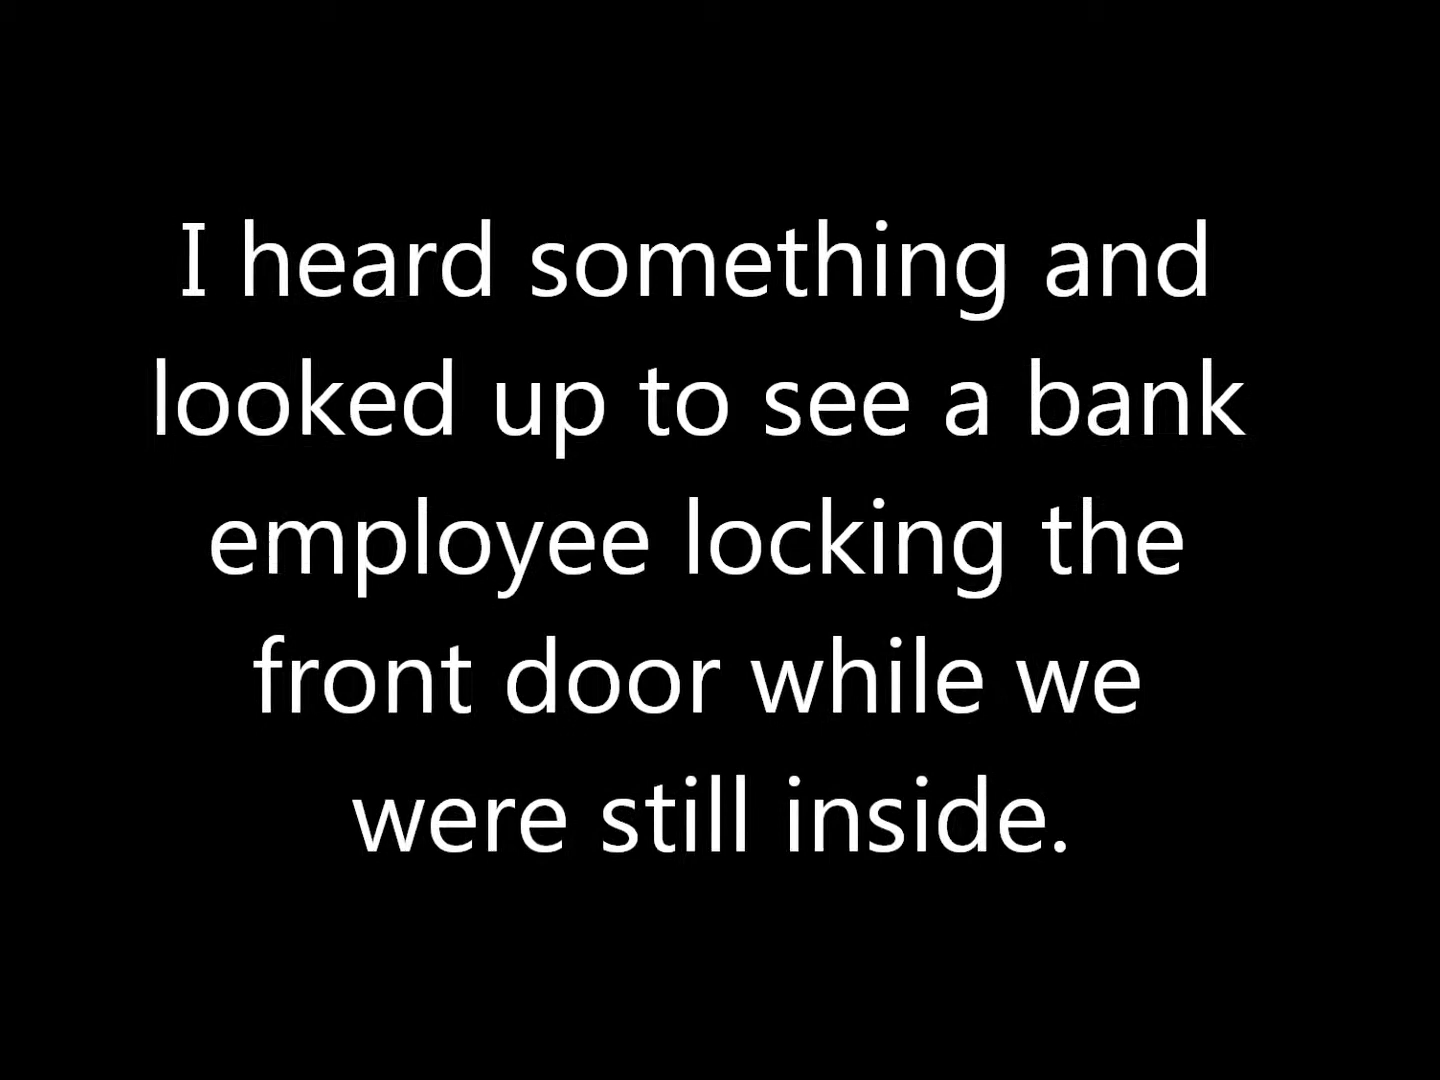 I heard something and
looked up to see a bank
employee locking the
front door while we
were still inside.